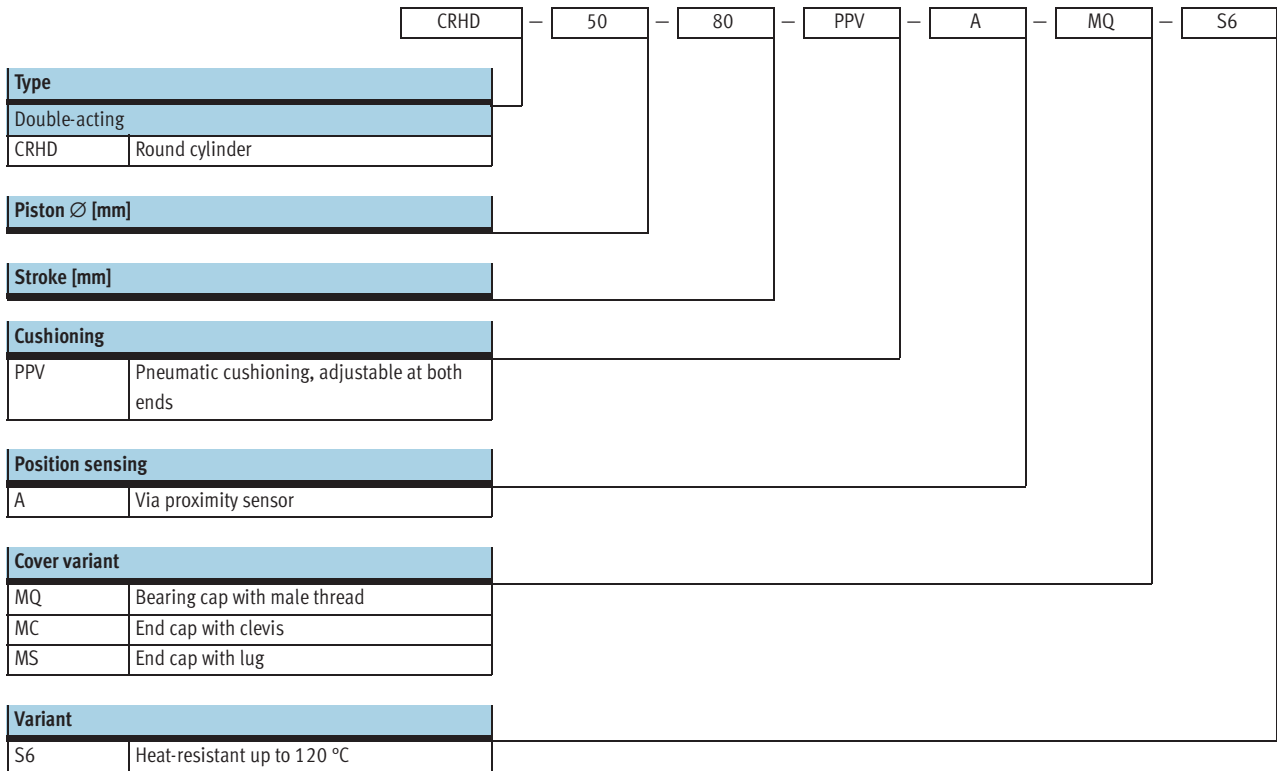 CRHD — 50 — 80 — PPV — A — MQ — S6
Type
Double-acting
CRHD Round cylinder
Piston ∅ [mm]
Stroke [mm]
Cushioning
PPV Pneumatic cushioning, adjustable at both
ends
Position sensing
A Via proximity sensor
Cover variant
MQ Bearing cap with male thread
MC End cap with clevis
MS End cap with lug
Variant
S6 Heat-resistant up to 120 °C